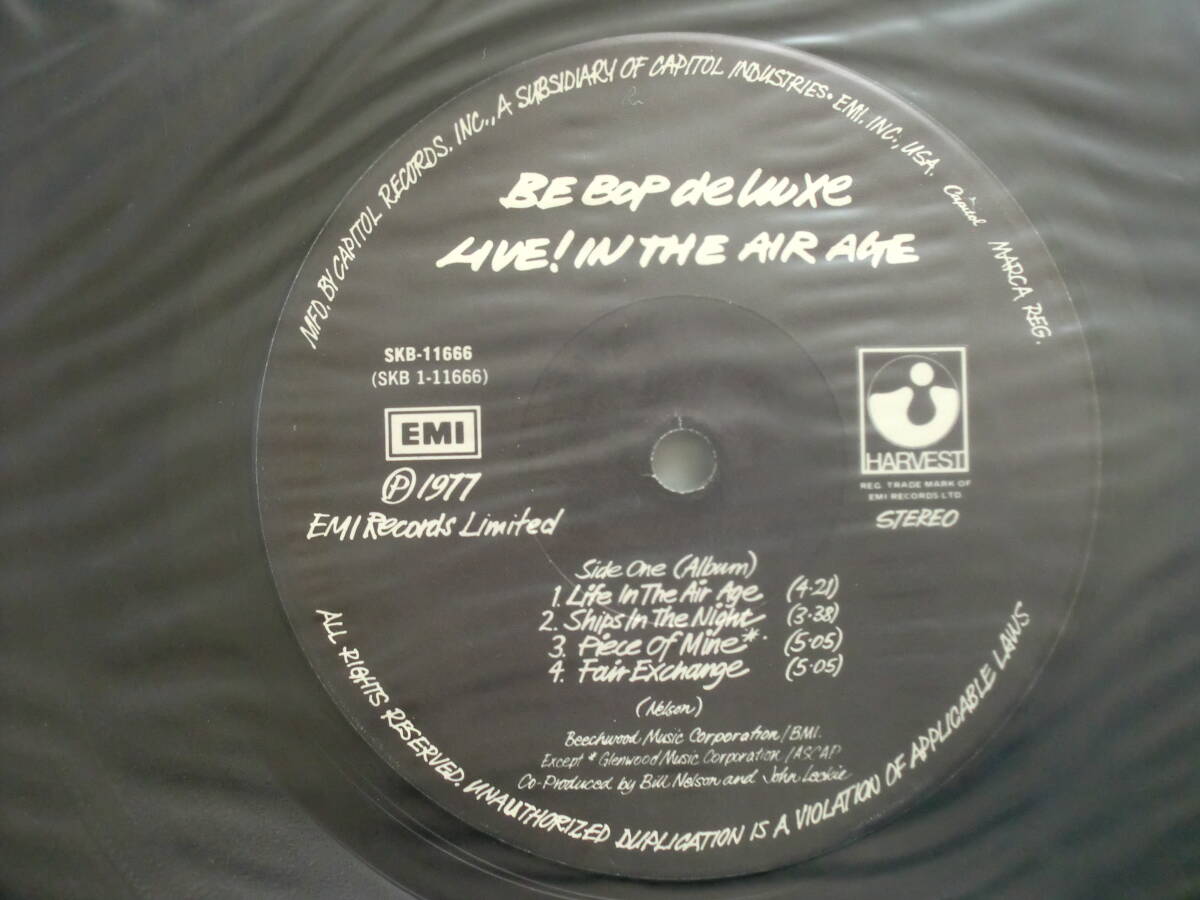 MFD. BY CAPITOL RECORDS. INC., A SUBSIDIARY OF CAPITOL INDUSTRIES • EMI. INC., USA. Capitol MARCA REG.
BE BOP deluxe
LIVE! IN THE AIR AGE
SKB-11666
(SKB 1-11666)
EMI
Ⓟ 1977
EMI Records Limited
HARVEST
REG. TRADE MARK OF
EMI RECORDS LTD.
STEREO
Side One (Album)
1. Life In The Air Age (4·21)
2. Ships In The Night (3·38)
3. Piece Of Mine* (5·05)
4. Fair Exchange (5·05)
(Nelson)
Beechwood Music Corporation/BMI.
Except * Glenwood Music Corporation/ASCAP
Co-Produced by Bill Nelson and John Leckie
ALL RIGHTS RESERVED. UNAUTHORIZED DUPLICATION IS A VIOLATION OF APPLICABLE LAWS